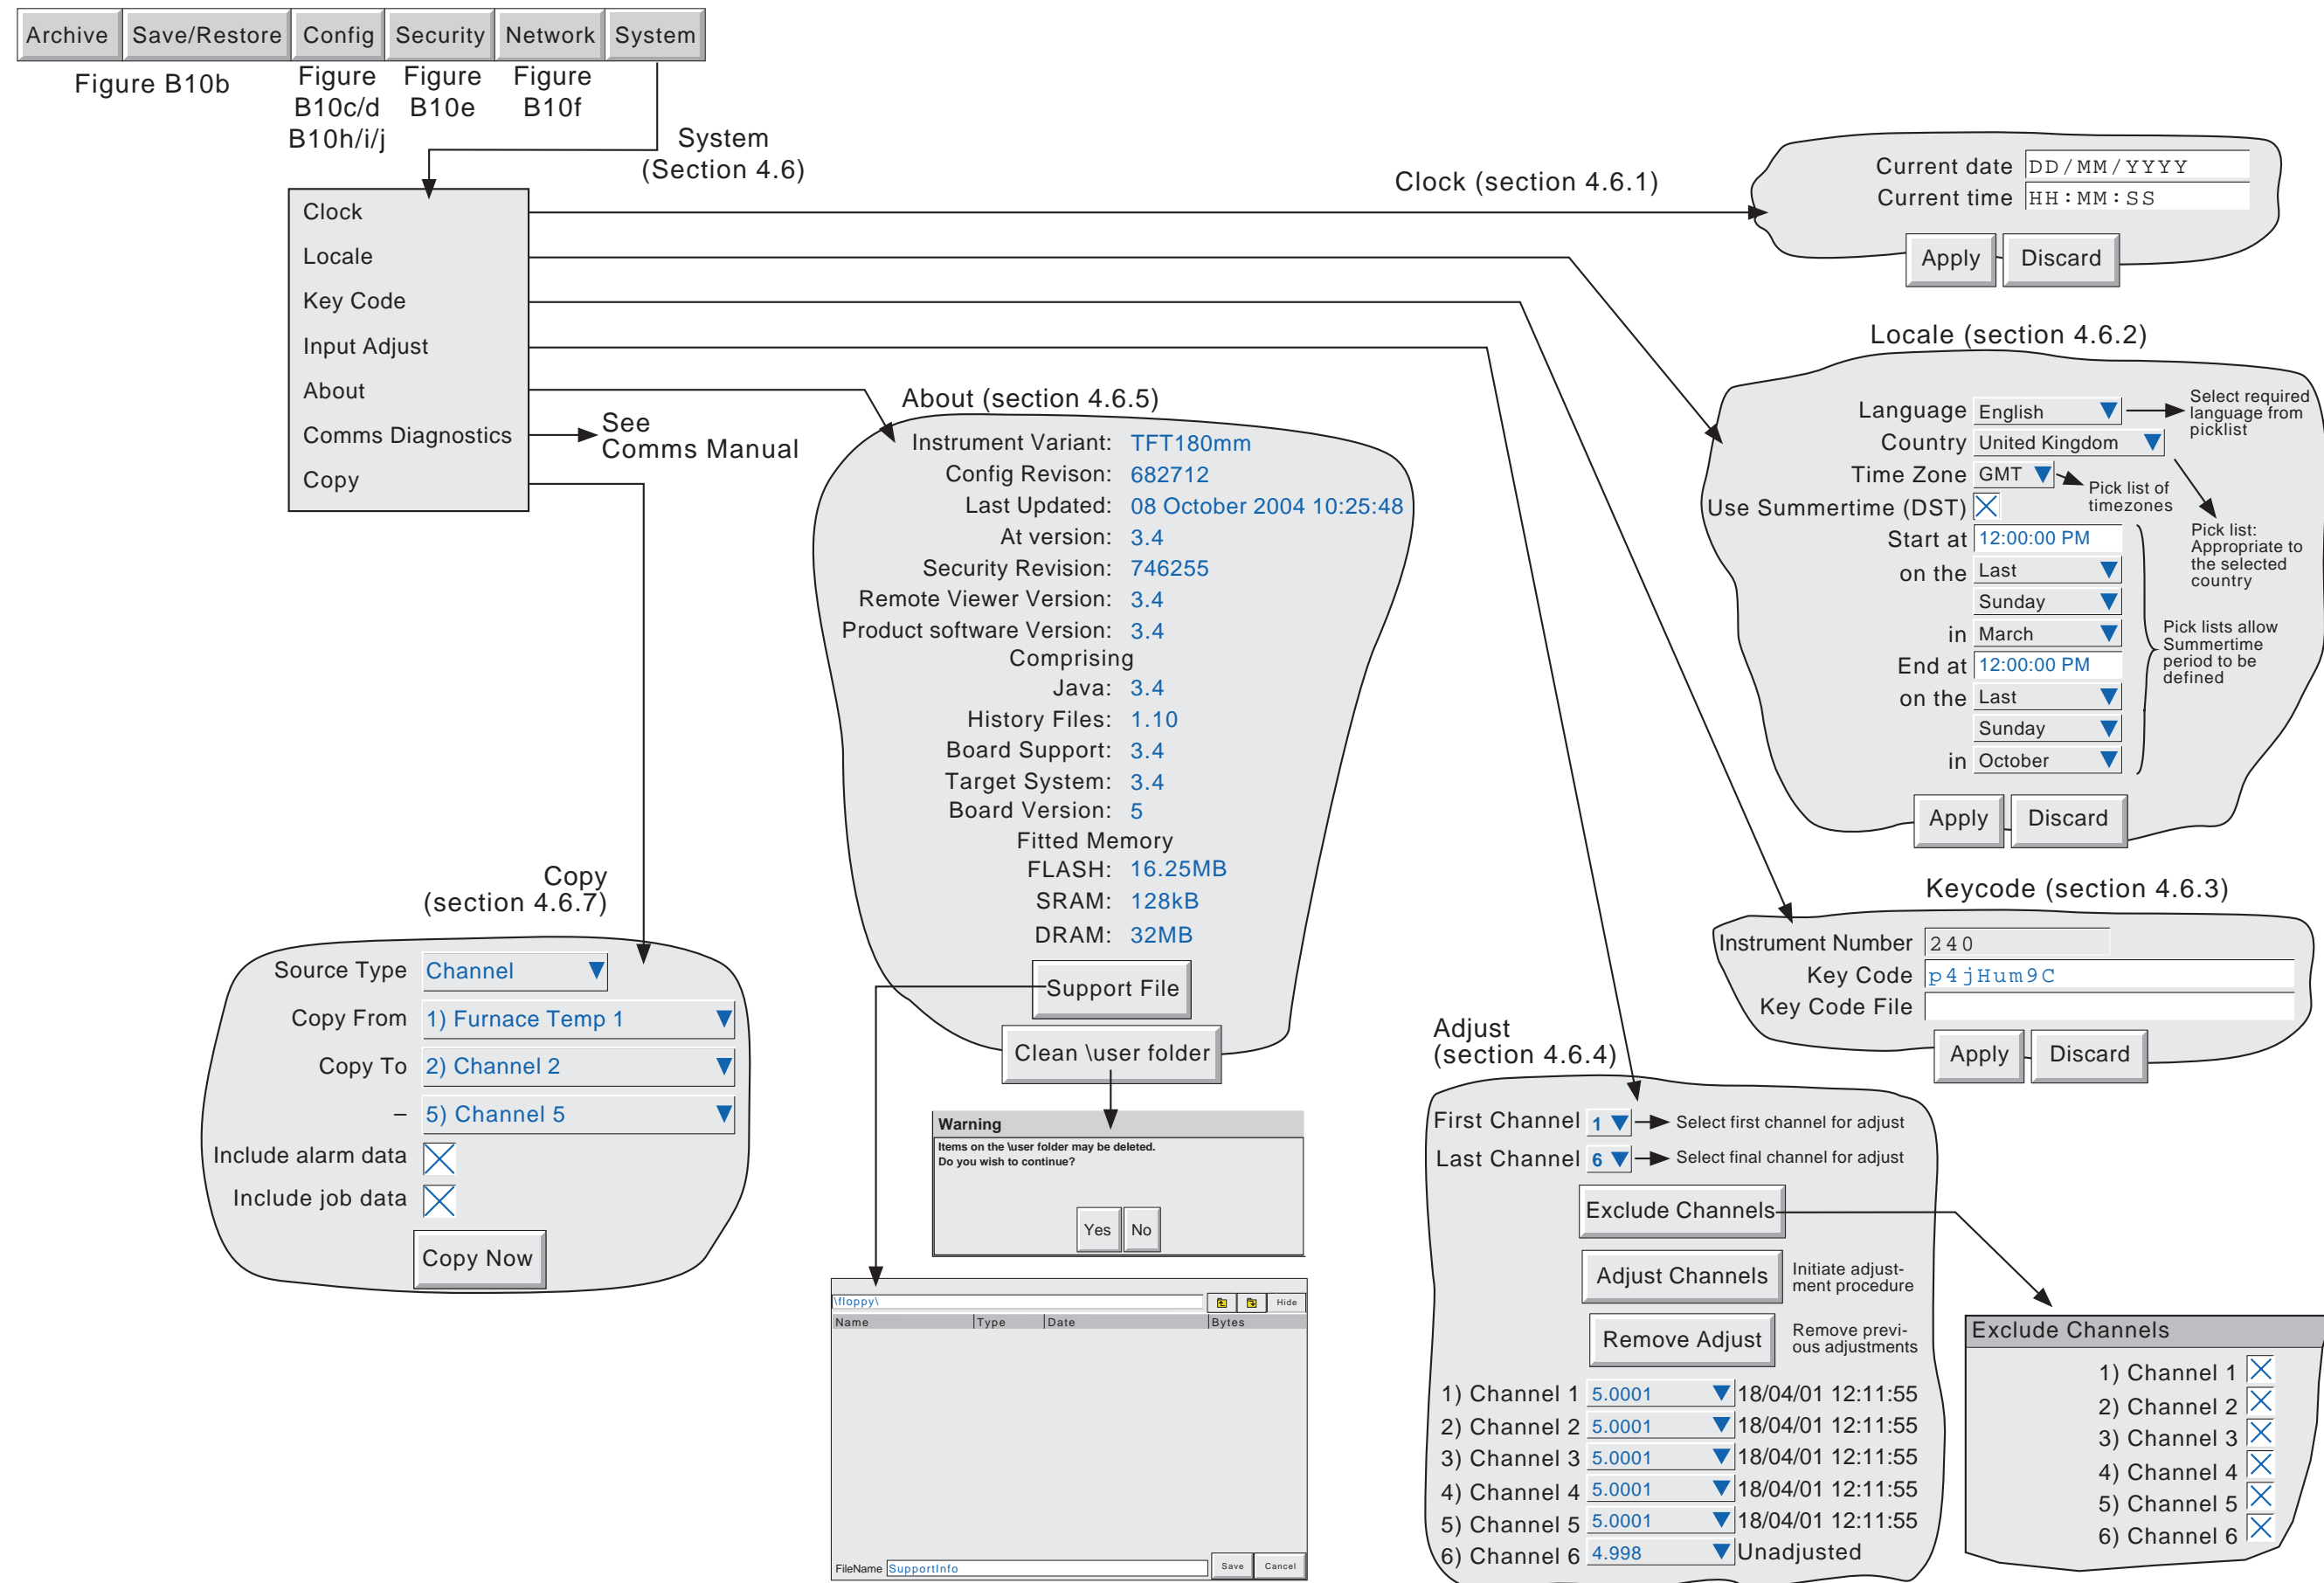 Archive Save/Restore Config Security Network System
Figure B10b
Figure
B10c/d
B10h/i/j
Figure
B10e
Figure
B10f
System
(Section 4.6)
Clock
Locale
Key Code
Input Adjust
About
Comms Diagnostics
Copy
See
Comms Manual
Clock (section 4.6.1)
Current date DD/MM/YYYY
Current time HH:MM:SS
Apply Discard
Locale (section 4.6.2)
Language English
Select required
language from
picklist
Country United Kingdom
Time Zone GMT
Pick list of
timezones
Use Summertime (DST)
Pick list:
Appropriate to
the selected
country
Start at 12:00:00 PM
on the Last
Sunday
in March
End at 12:00:00 PM
on the Last
Sunday
in October
Pick lists allow
Summertime
period to be
defined
Apply Discard
Keycode (section 4.6.3)
Instrument Number 240
Key Code p4jHum9C
Key Code File
Apply Discard
About (section 4.6.5)
Instrument Variant: TFT180mm
Config Revison: 682712
Last Updated: 08 October 2004 10:25:48
At version: 3.4
Security Revision: 746255
Remote Viewer Version: 3.4
Product software Version: 3.4
Comprising
Java: 3.4
History Files: 1.10
Board Support: 3.4
Target System: 3.4
Board Version: 5
Fitted Memory
FLASH: 16.25MB
SRAM: 128kB
DRAM: 32MB
Support File
Clean \user folder
Warning
Items on the \user folder may be deleted.
Do you wish to continue?
Yes No
\floppy\ Hide
Name Type Date Bytes
FileName SupportInfo Save Cancel
Copy
(section 4.6.7)
Source Type Channel
Copy From 1) Furnace Temp 1
Copy To 2) Channel 2
– 5) Channel 5
Include alarm data
Include job data
Copy Now
Adjust
(section 4.6.4)
First Channel 1 Select first channel for adjust
Last Channel 6 Select final channel for adjust
Exclude Channels
Adjust Channels
Initiate adjust-
ment procedure
Remove Adjust
Remove previ-
ous adjustments
1) Channel 1 5.0001 18/04/01 12:11:55
2) Channel 2 5.0001 18/04/01 12:11:55
3) Channel 3 5.0001 18/04/01 12:11:55
4) Channel 4 5.0001 18/04/01 12:11:55
5) Channel 5 5.0001 18/04/01 12:11:55
6) Channel 6 4.998 Unadjusted
Exclude Channels
1) Channel 1
2) Channel 2
3) Channel 3
4) Channel 4
5) Channel 5
6) Channel 6